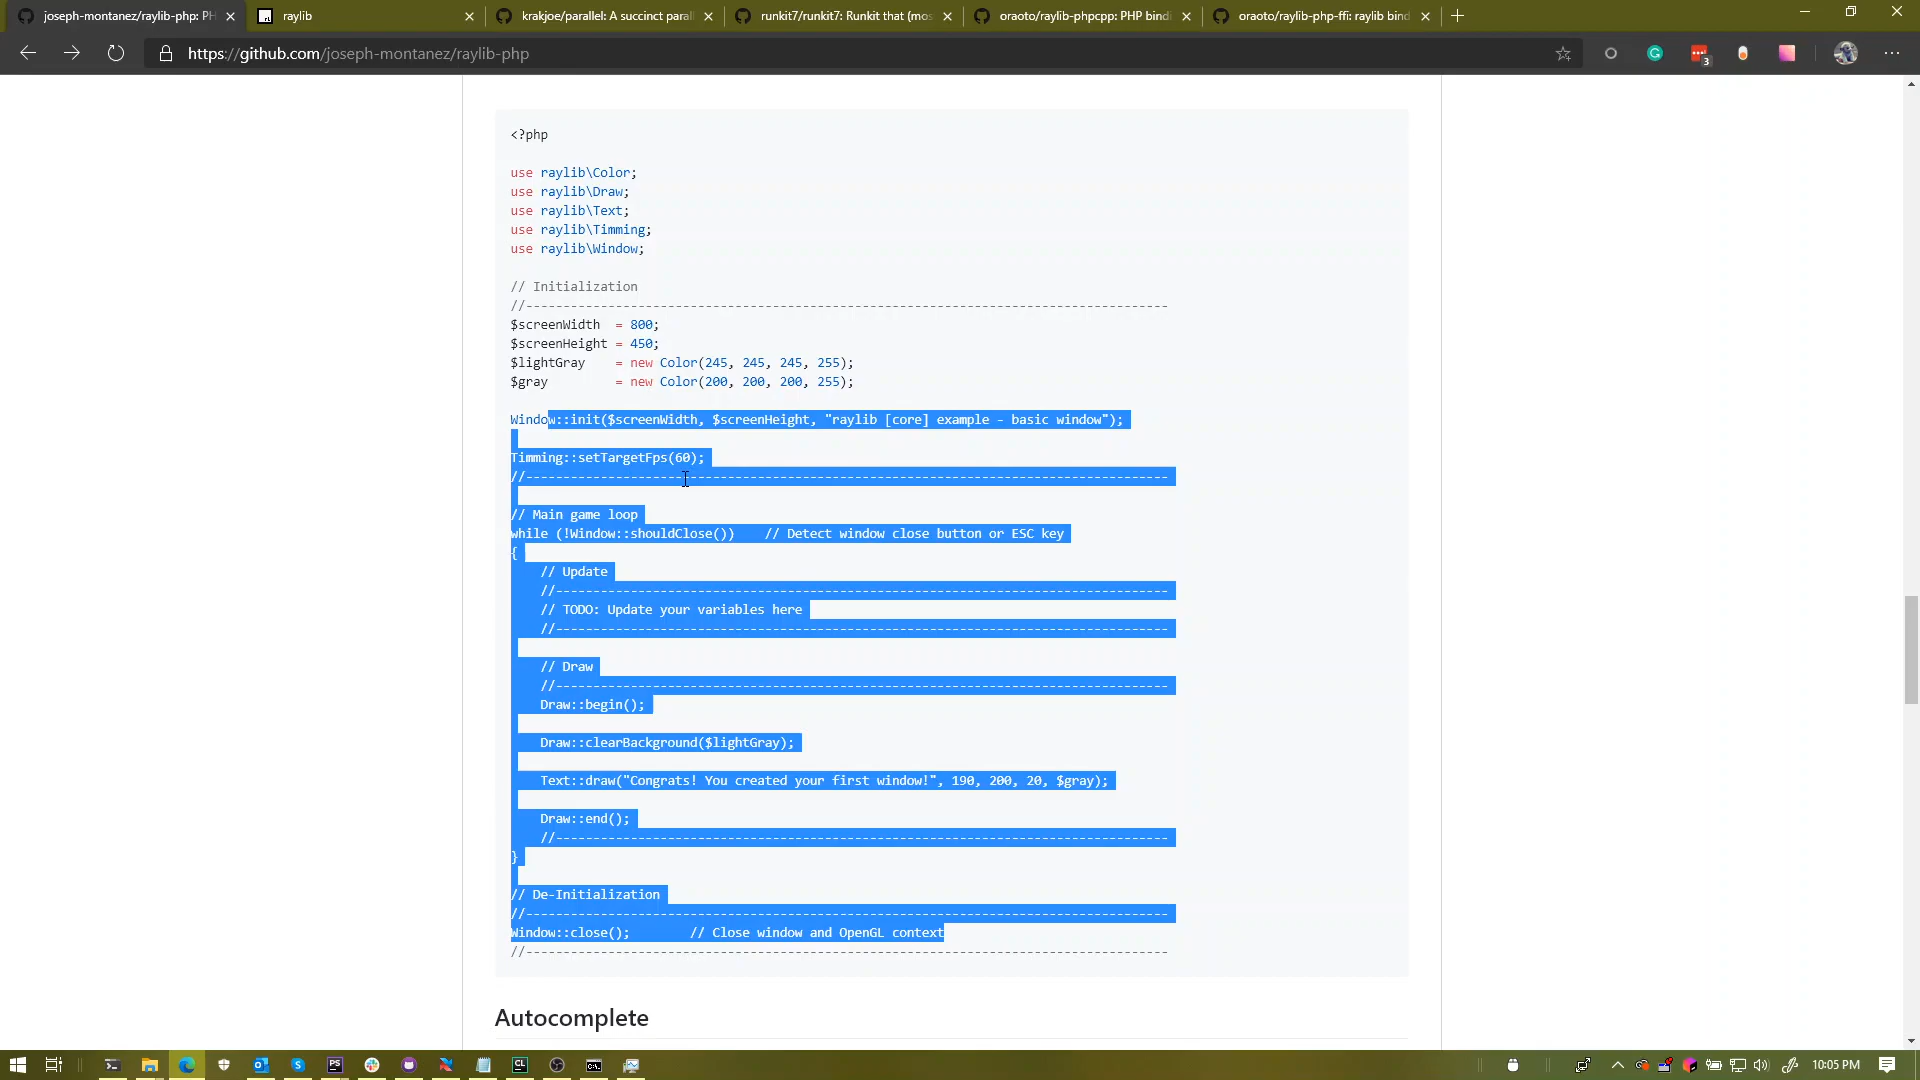 joseph-montanez/raylib-php: PH
raylib
krakjoe/parallel: A succinct parall
runkit7/runkit7: Runkit that (mos
oraoto/raylib-phpcpp: PHP bindi
oraoto/raylib-php-ffi: raylib bind
https://github.com/joseph-montanez/raylib-php
3
<?php
use raylib\Color;
use raylib\Draw;
use raylib\Text;
use raylib\Timming;
use raylib\Window;
// Initialization
//--------------------------------------------------------------------------------------
$screenWidth  = 800;
$screenHeight = 450;
$lightGray    = new Color(245, 245, 245, 255);
$gray         = new Color(200, 200, 200, 255);
Window::init($screenWidth, $screenHeight, "raylib [core] example - basic window");
Timming::setTargetFps(60);
//--------------------------------------------------------------------------------------
// Main game loop
while (!Window::shouldClose())    // Detect window close button or ESC key
{
    // Update
    //----------------------------------------------------------------------------------
    // TODO: Update your variables here
    //----------------------------------------------------------------------------------
    // Draw
    //----------------------------------------------------------------------------------
    Draw::begin();
    Draw::clearBackground($lightGray);
    Text::draw("Congrats! You created your first window!", 190, 200, 20, $gray);
    Draw::end();
    //----------------------------------------------------------------------------------
}
// De-Initialization
//--------------------------------------------------------------------------------------
Window::close();        // Close window and OpenGL context
//--------------------------------------------------------------------------------------
Autocomplete
PS
CL
10:05 PM